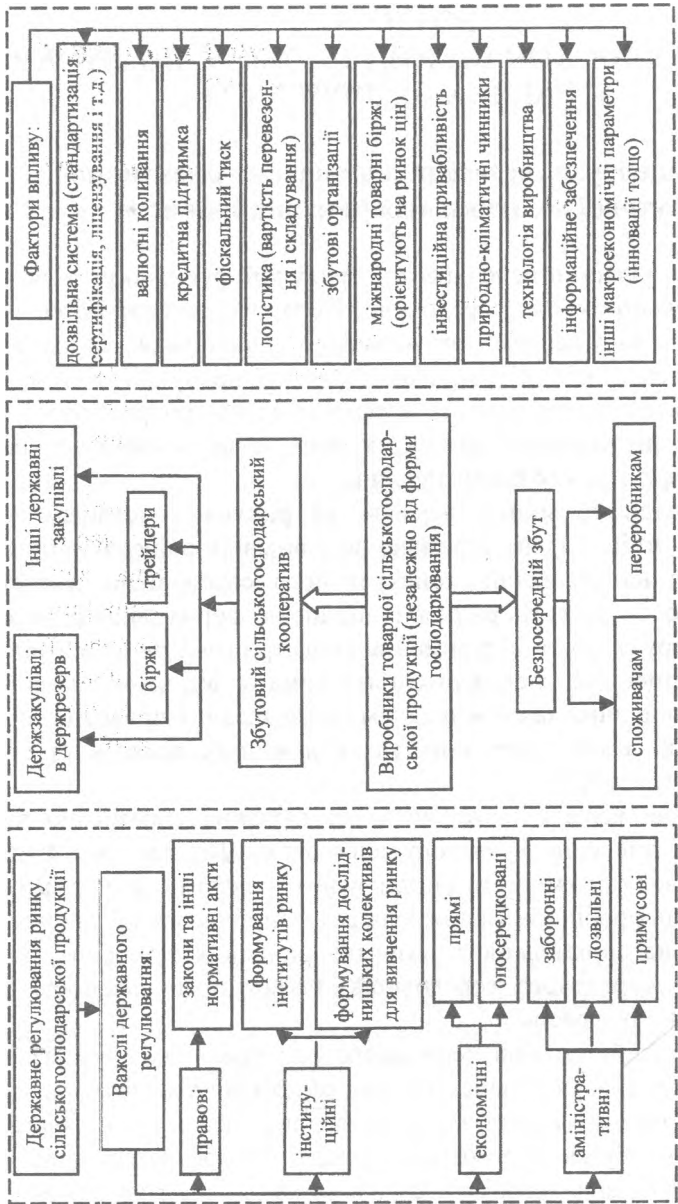 Державне регулювання ринку
сільськогосподарської продукції
Важелі державного
регулювання:
правові
закони та інші
нормативні акти
інститу
ційні
формування
інститутів ринку
формування дослід-
ницьких колективів
для вивчення ринку
економічні
прямі
опосередковані
аміністра-
тивні
заборонні
дозвільні
примусові
Держзакупівлі
в держрезерв
біржі
трейдери
Інші державні
закупівлі
Збутовий сільськогосподарський
кооператив
Виробники товарної сільськогосподар-
ської продукції (незалежно від форми
господарювання)
Безпосередній збут
споживачам
переробникам
Фактори впливу:
дозвільна система (стандартизація,
сертифікація, ліцензування і т.д.)
валютні коливання
кредитна підтримка
фіскальний тиск
логістика (вартість перевезен-
ня і складування)
збутові організації
міжнародні товарні біржі
(орієнтують на ринок цін)
інвестиційна привабливість
природно-кліматичні чинники
технологія виробництва
інформаційне забезпечення
інші макроекономічні параметри
(інновації тощо)